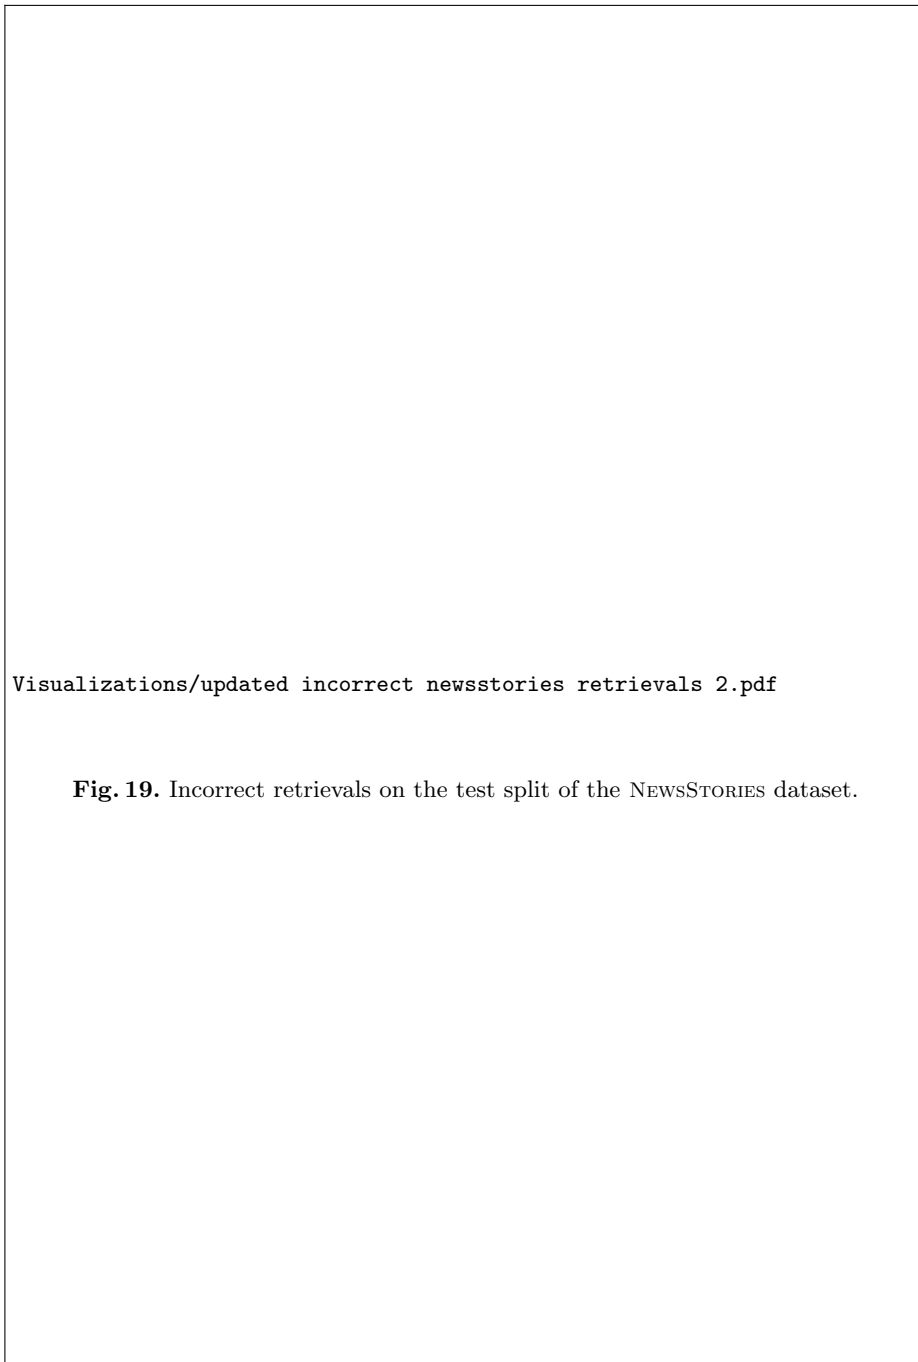 Visualizations/updated incorrect newsstories retrievals 2.pdf
Fig. 19. Incorrect retrievals on the test split of the NEWSSTORIES dataset.